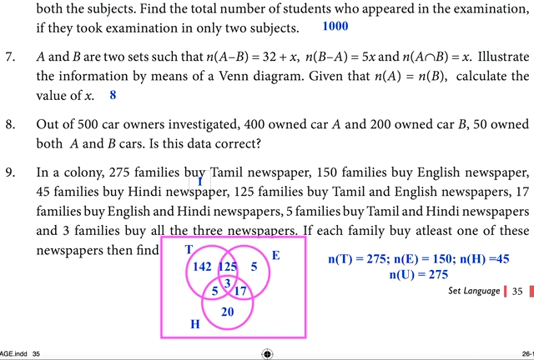 both the subjects. Find the total number of students who appeared in the examination,
if they took examination in only two subjects. 1000
7. A and B are two sets such that n(A–B) = 32 + x, n(B–A) = 5x and n(A∩B) = x. Illustrate
the information by means of a Venn diagram. Given that n(A) = n(B), calculate the
value of x. 8
8. Out of 500 car owners investigated, 400 owned car A and 200 owned car B, 50 owned
both A and B cars. Is this data correct?
9. In a colony, 275 families buy Tamil newspaper, 150 families buy English newspaper,
45 families buy Hindi newspaper, 125 families buy Tamil and English newspapers, 17
families buy English and Hindi newspapers, 5 families buy Tamil and Hindi newspapers
and 3 families buy all the three newspapers. If each family buy atleast one of these
newspapers then find
T
E
142 125 5
3
5 17
20
H
n(T) = 275; n(E) = 150; n(H) =45
n(U) = 275
Set Language 35
AGE.indd 35
26-